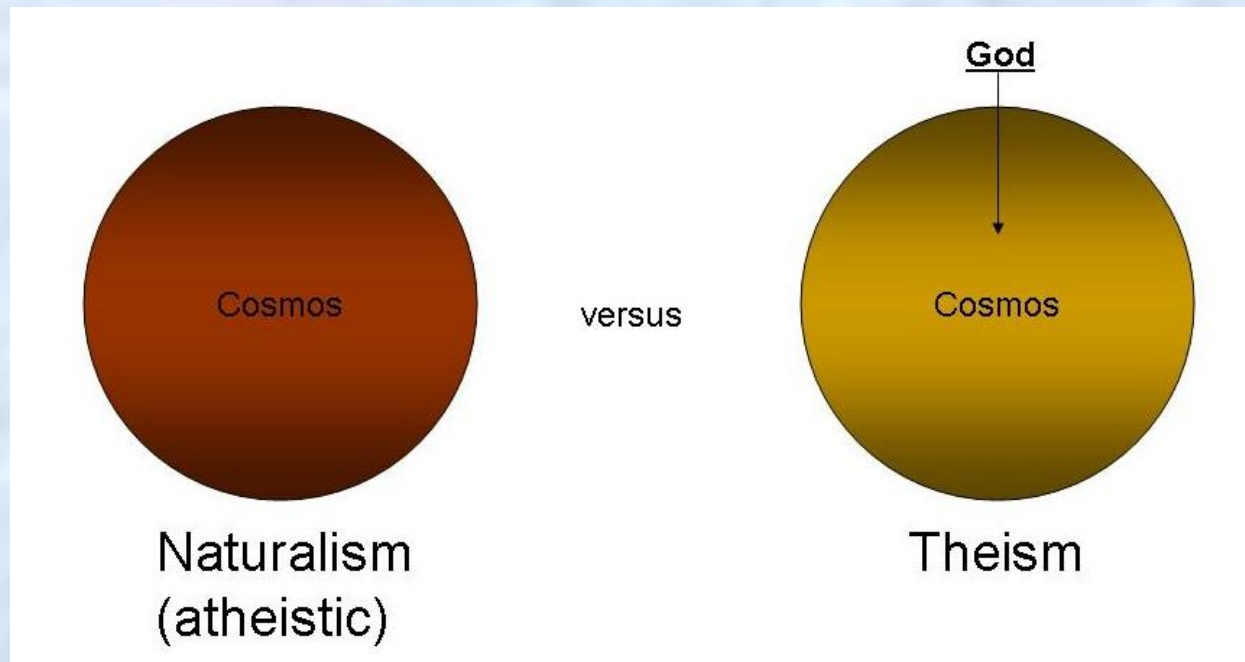 God
Cosmos
versus
Cosmos
Naturalism
(atheistic)
Theism